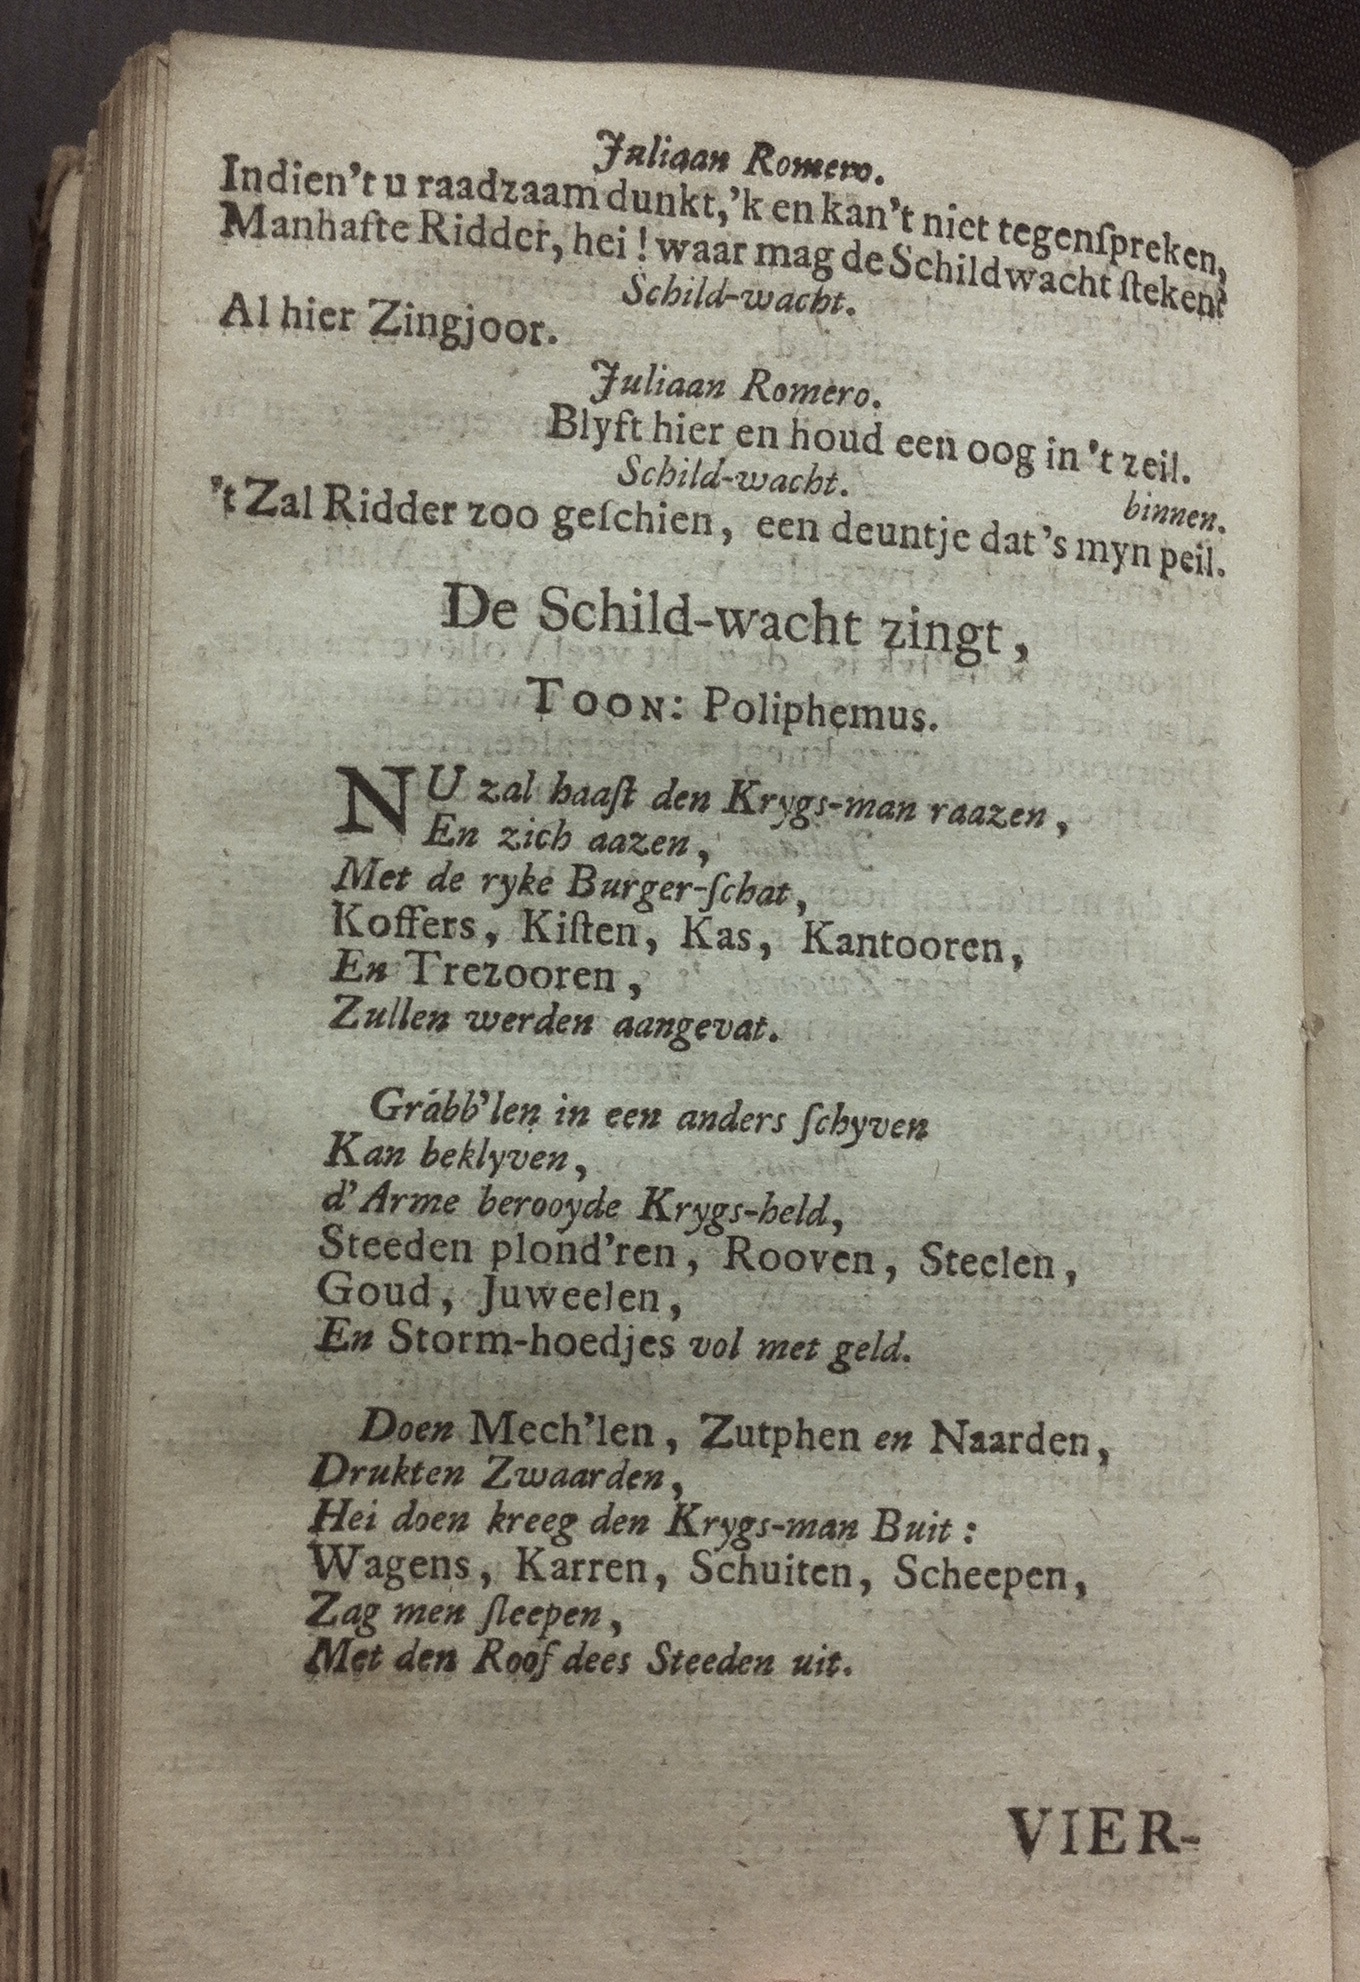 Juliaan Romero.
Indien't u raadzaam dunkt, 'k en kan't niet tegenſpreken,
Manhafte Ridder, hei! waar mag de Schildwacht ſteken?
Schild-wacht.
Al hier Zingjoor.
Juliaan Romero.
Blyft hier en houd een oog in 't zeil.
binnen.
Schild-wacht.
't Zal Ridder zoo geſchien, een deuntje dat 's myn peil.
De Schild-wacht zingt,
TOON: Poliphemus.
NU zal haaſt den Krygs-man raazen,
En zich aazen,
Met de ryke Burger-ſchat,
Koffers, Kiſten, Kas, Kantooren,
En Trezooren,
Zullen werden aangevat.
Grabb'len in een anders ſchyven
Kan beklyven,
d' Arme berooyde Krygs-held,
Steeden plond'ren, Rooven, Steelen,
Goud, Juweelen,
En Storm-hoedjes vol met geld.
Doen Mech'len, Zutphen en Naarden,
Drukten Zwaarden,
Hei doen kreeg den Krygs-man Buit:
Wagens, Karren, Schuiten, Scheepen,
Zag men ſleepen,
Met den Roof dees Steeden uit.
VIER-